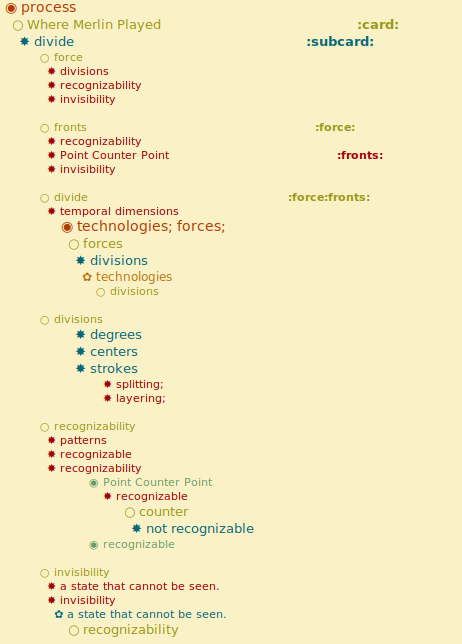 ◉ process
○ Where Merlin Played :card:
✸ divide :subcard:
○ force
✸ divisions
✸ recognizability
✸ invisibility
○ fronts :force:
✸ recognizability
✸ Point Counter Point :fronts:
✸ invisibility
○ divide :force:fronts:
✸ temporal dimensions
◉ technologies; forces;
○ forces
✸ divisions
✿ technologies
○ divisions
○ divisions
✸ degrees
✸ centers
✸ strokes
✸ splitting;
✸ layering;
○ recognizability
✸ patterns
✸ recognizable
✸ recognizability
◉ Point Counter Point
✸ recognizable
○ counter
✸ not recognizable
◉ recognizable
○ invisibility
✸ a state that cannot be seen.
✸ invisibility
✿ a state that cannot be seen.
○ recognizability